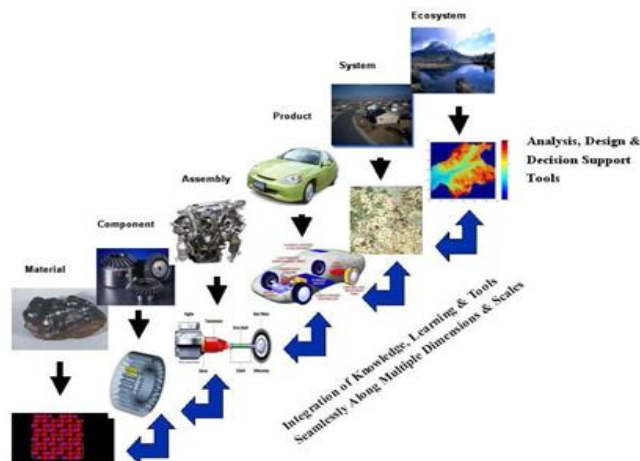 Ecosystem
System
Product
Analysis, Design &
Decision Support
Tools
Assembly
Component
Material
Integration of Knowledge, Learning & Tools
Seamlessly Along Multiple Dimensions & Scales